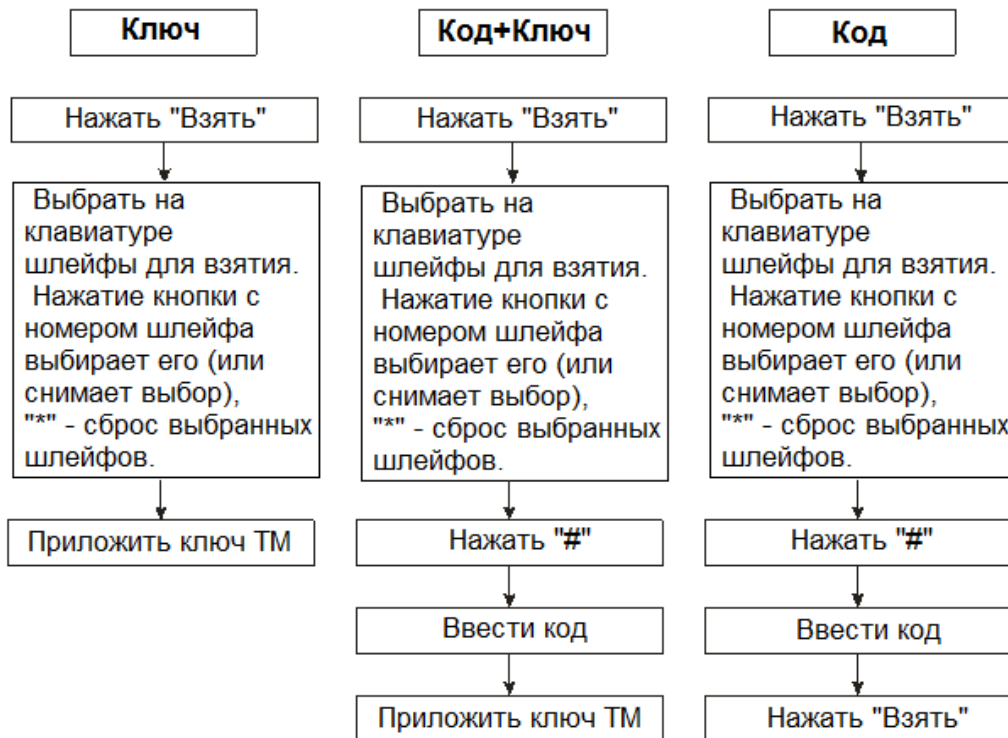 Ключ
Нажать "Взять"
Выбрать на
клавиатуре
шлейфы для взятия.
Нажатие кнопки с
номером шлейфа
выбирает его (или
снимает выбор),
"*" - сброс выбранных
шлейфов.
Приложить ключ ТМ
Код+Ключ
Нажать "Взять"
Выбрать на
клавиатуре
шлейфы для взятия.
Нажатие кнопки с
номером шлейфа
выбирает его (или
снимает выбор),
"*" - сброс выбранных
шлейфов.
Нажать "#"
Ввести код
Приложить ключ ТМ
Код
Нажать "Взять"
Выбрать на
клавиатуре
шлейфы для взятия.
Нажатие кнопки с
номером шлейфа
выбирает его (или
снимает выбор),
"*" - сброс выбранных
шлейфов.
Нажать "#"
Ввести код
Нажать "Взять"